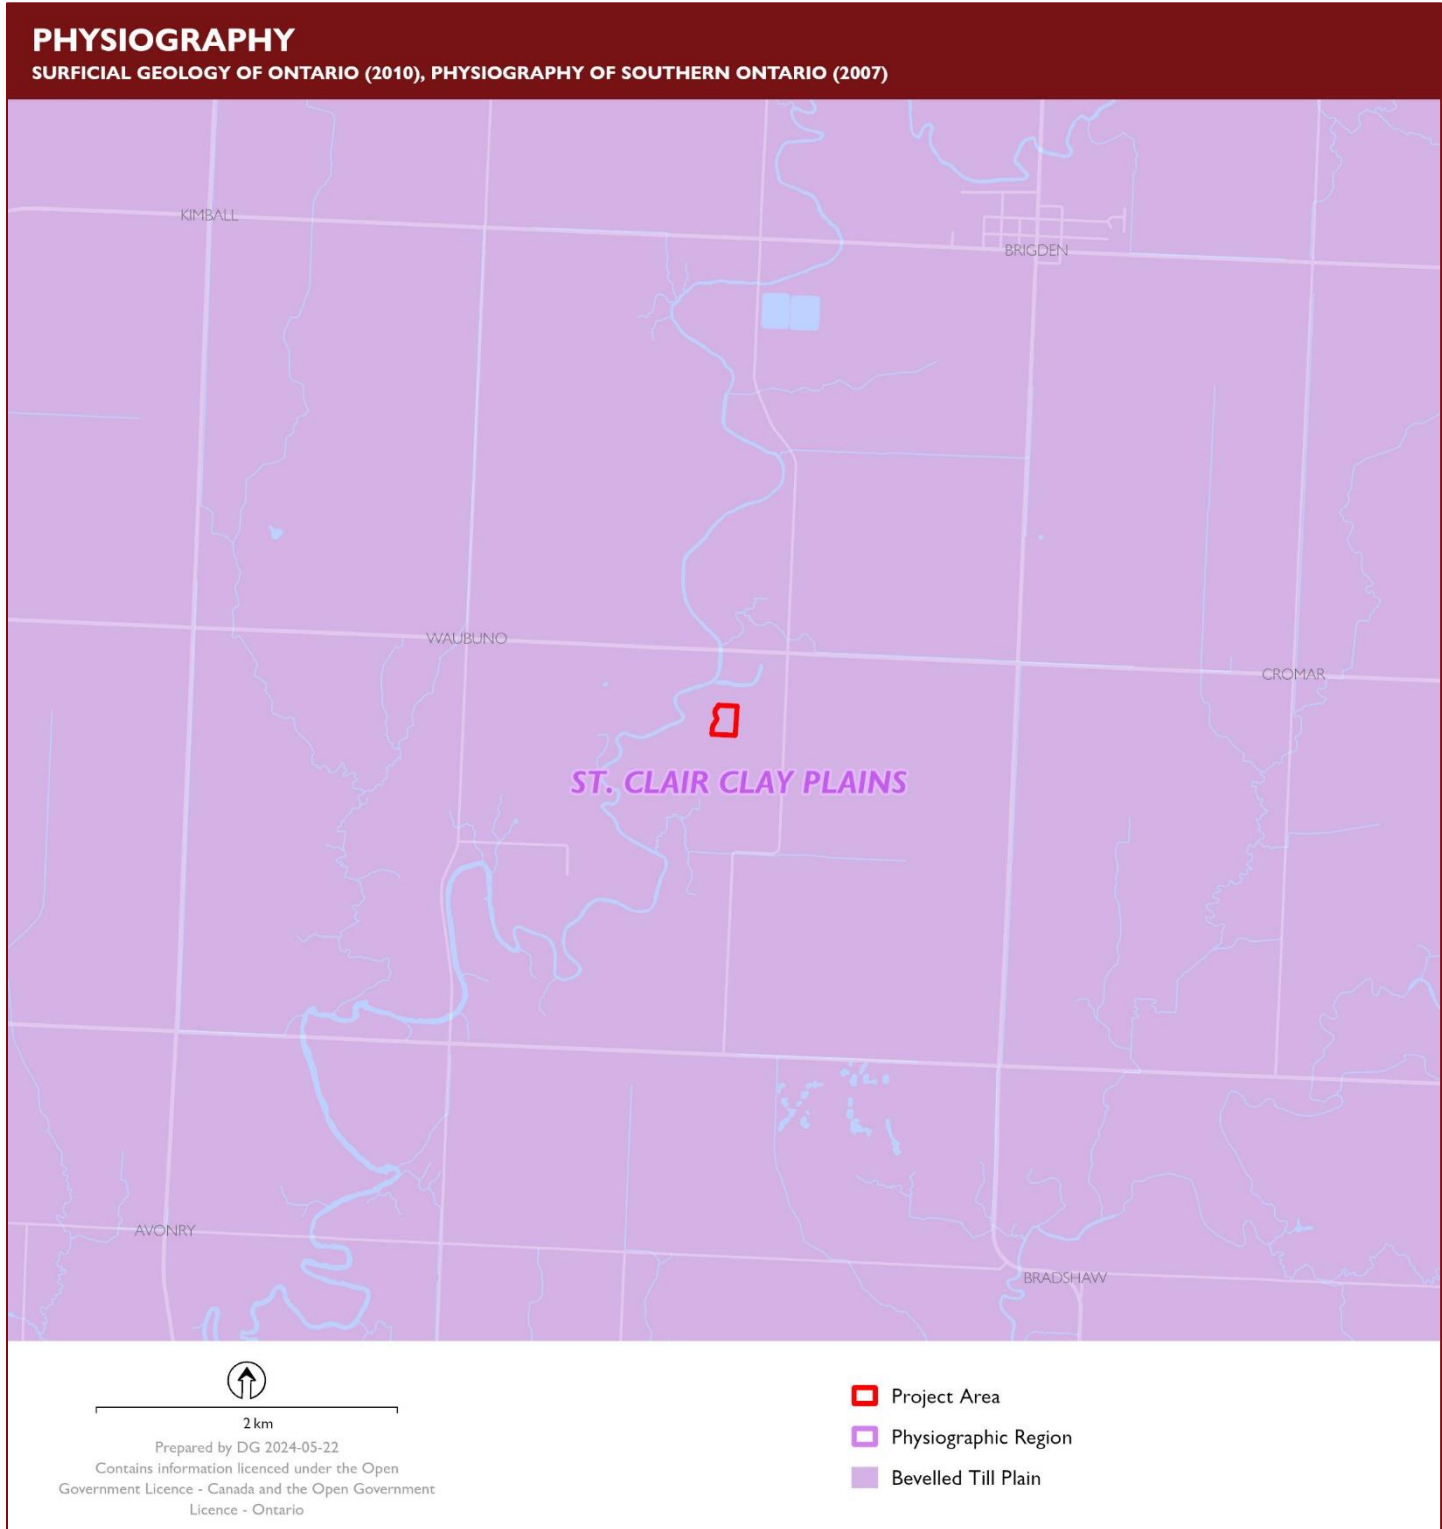 PHYSIOGRAPHY
SURFICIAL GEOLOGY OF ONTARIO (2010), PHYSIOGRAPHY OF SOUTHERN ONTARIO (2007)
KIMBALL
BRIGDEN
WAUBUNO
CROMAR
ST. CLAIR CLAY PLAINS
AVONRY
BRADSHAW
2 km
Prepared by DG 2024-05-22
Contains information licenced under the Open
Government Licence - Canada and the Open Government
Licence - Ontario
Project Area
Physiographic Region
Bevelled Till Plain